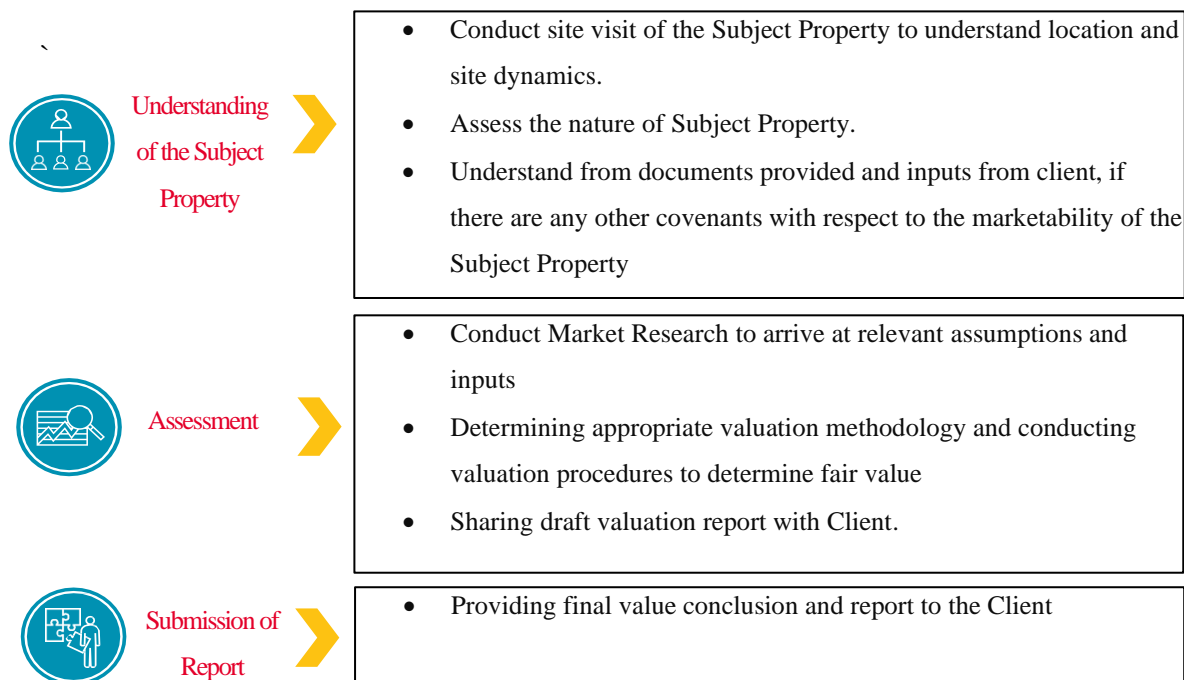 `
Understanding
of the Subject
Property
• Conduct site visit of the Subject Property to understand location and
site dynamics.
• Assess the nature of Subject Property.
• Understand from documents provided and inputs from client, if
there are any other covenants with respect to the marketability of the
Subject Property
Assessment
• Conduct Market Research to arrive at relevant assumptions and
inputs
• Determining appropriate valuation methodology and conducting
valuation procedures to determine fair value
• Sharing draft valuation report with Client.
Submission of
Report
• Providing final value conclusion and report to the Client